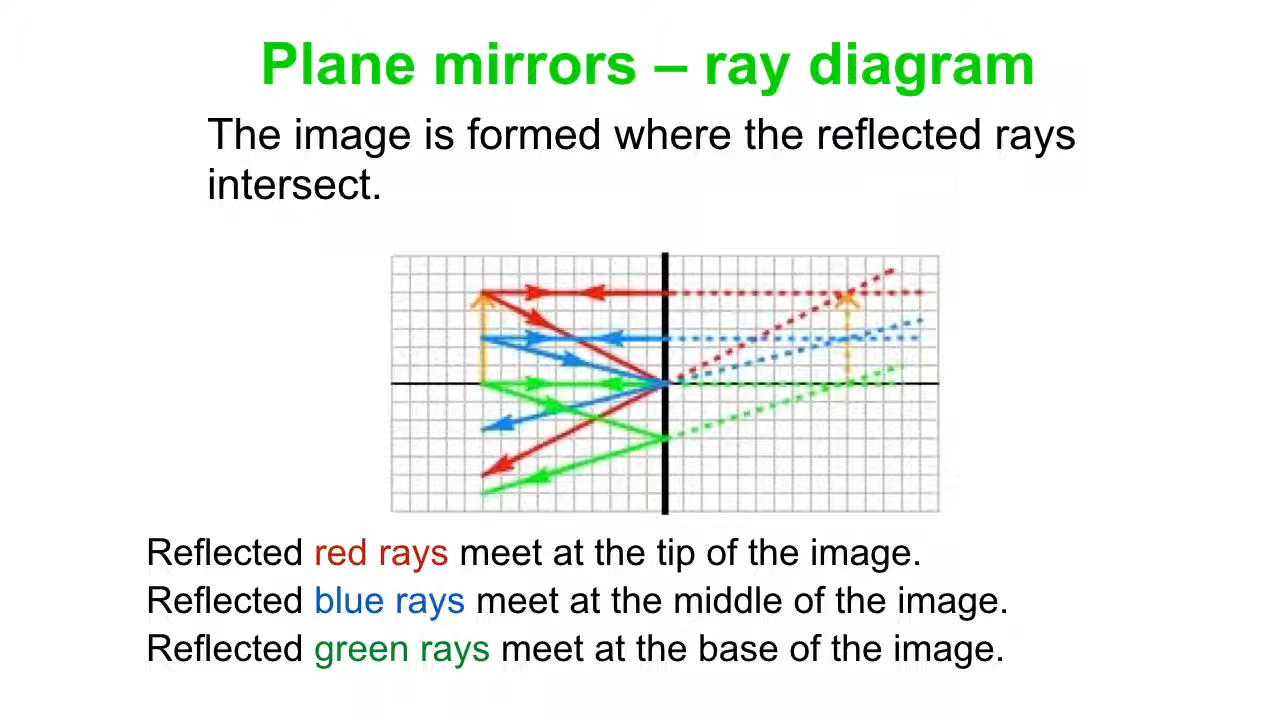 Plane mirrors – ray diagram
The image is formed where the reflected rays
intersect.
Reflected red rays meet at the tip of the image.
Reflected blue rays meet at the middle of the image.
Reflected green rays meet at the base of the image.